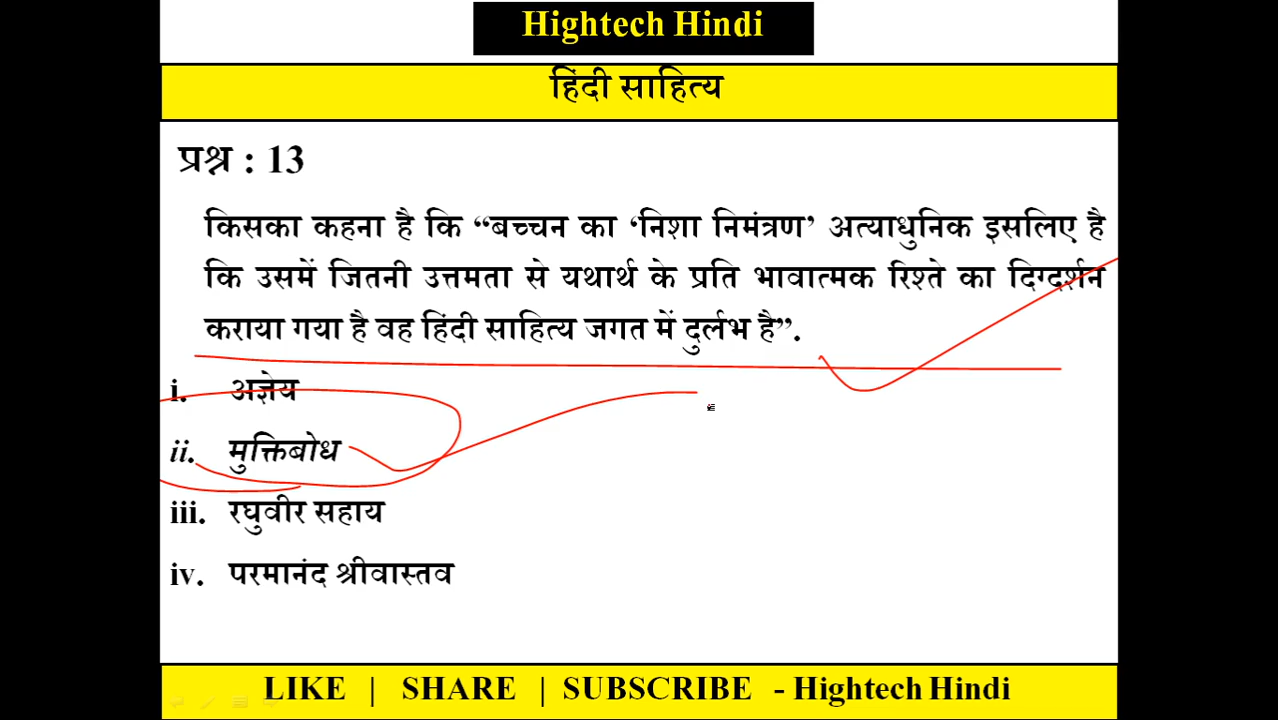 Hightech Hindi
हिंदी साहित्य
प्रश्न : 13
किसका कहना है कि “बच्चन का ‘निशा निमंत्रण’ अत्याधुनिक इसलिए है
कि उसमें जितनी उत्तमता से यथार्थ के प्रति भावात्मक रिश्ते का दिग्दर्शन
कराया गया है वह हिंदी साहित्य जगत में दुर्लभ है”.
i. अज्ञेय
ii. मुक्तिबोध
iii. रघुवीर सहाय
iv. परमानंद श्रीवास्तव
LIKE | SHARE | SUBSCRIBE - Hightech Hindi